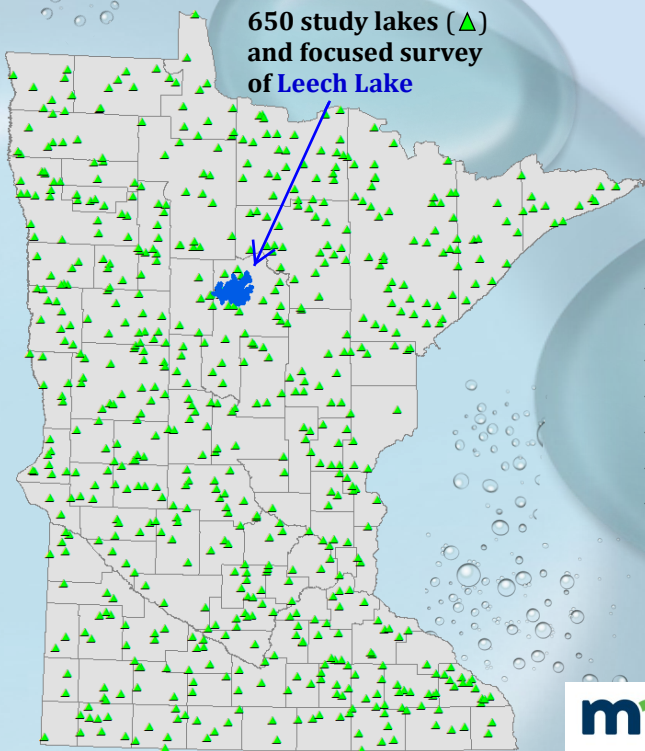 650 study lakes (▲)
and focused survey
of Leech Lake
m